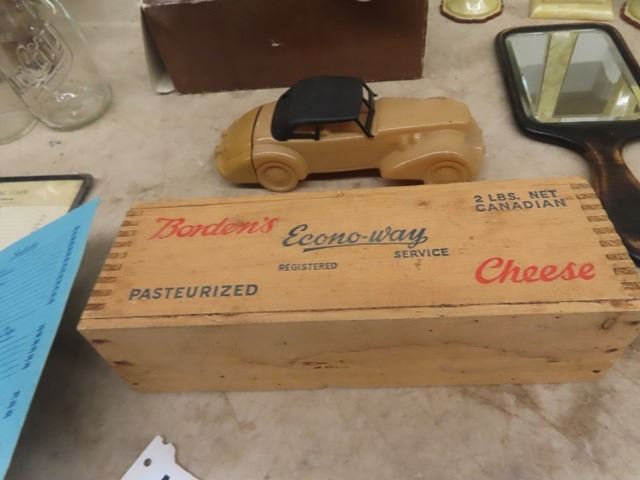 Borden's
Econo-way
REGISTERED SERVICE
PASTEURIZED
2 LBS. NET
CANADIAN
Cheese